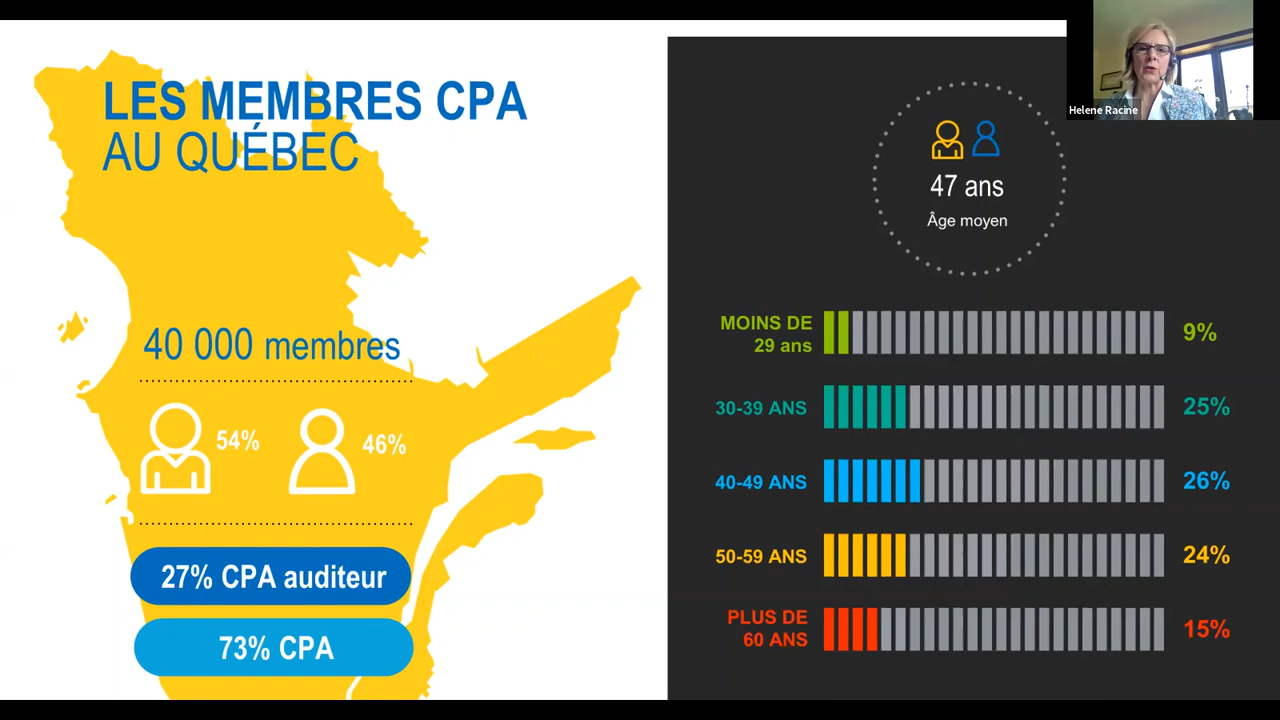 LES MEMBRES CPA
AU QUÉBEC
40 000 membres
54%
46%
27% CPA auditeur
73% CPA
47 ans
Âge moyen
MOINS DE
29 ans
9%
30-39 ANS
25%
40-49 ANS
26%
50-59 ANS
24%
PLUS DE
60 ANS
15%
Helene Racine